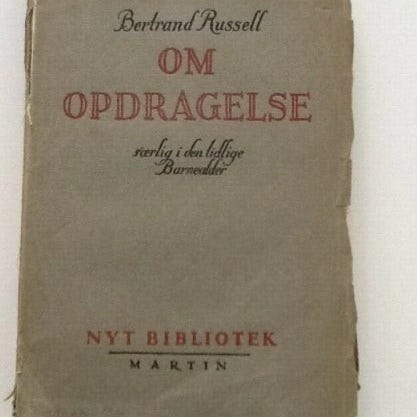 Bertrand Russell
OM
OPDRAGELSE
særlig i den tidlige
Barnealder
NYT BIBLIOTEK
MARTIN